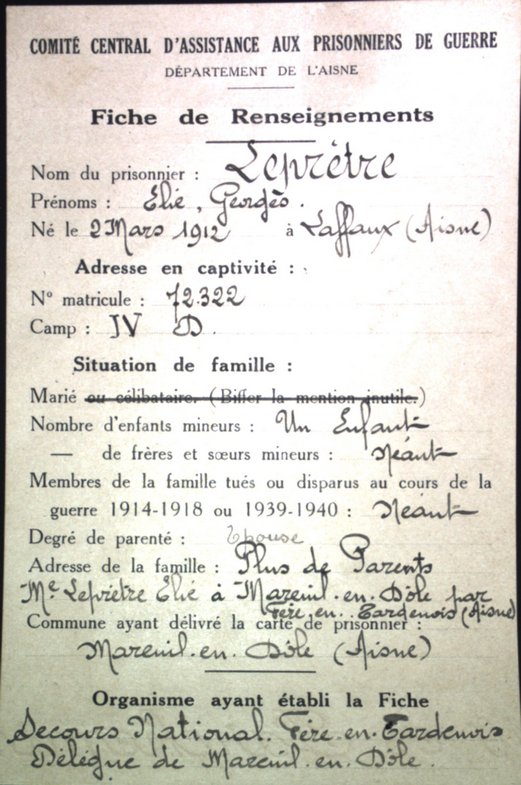 COMITÉ CENTRAL D'ASSISTANCE AUX PRISONNIERS DE GUERRE
DÉPARTEMENT DE L'AISNE
Fiche de Renseignements
Nom du prisonnier : Leprêtre
Prénoms : Elié, Georgès.
Né le 2 Mars 1912 à Laffaux (Aisne)
Adresse en captivité :
N° matricule : 72.322
Camp : IV D.
Situation de famille :
Marié ou célibataire. (Biffer la mention inutile.)
Nombre d'enfants mineurs : Un Enfant
— de frères et sœurs mineurs : Néant
Membres de la famille tués ou disparus au cours de la
guerre 1914-1918 ou 1939-1940 : Néant
Degré de parenté : Epouse
Adresse de la famille : Plus de Parents
Me Leprêtre Elié à Mareuil-en-Dôle par
Fère-en-Tardenois (Aisne)
Commune ayant délivré la carte de prisonnier :
Mareuil-en-Dôle (Aisne)
Organisme ayant établi la Fiche
Secours National. Fère-en-Tardenois
Délégue de Mareuil-en-Dôle.